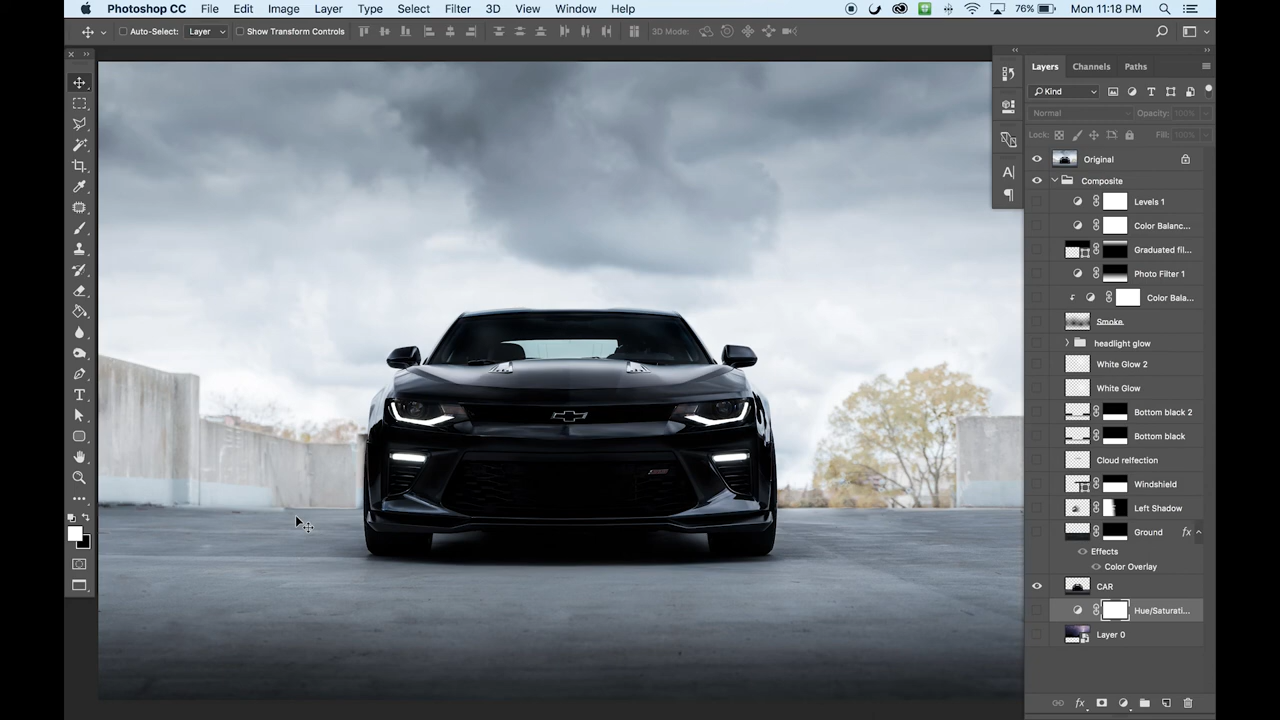 Photoshop CC File Edit Image Layer Type Select Filter 3D View Window Help 76% Mon 11:18 PM
Auto-Select: Layer Show Transform Controls 3D Mode:
Layers Channels Paths
Kind
Normal Opacity: 100%
Lock: Fill: 100%
Original
Composite
Levels 1
Color Balanc...
Graduated fil...
Photo Filter 1
Color Bala...
Smoke
headlight glow
White Glow 2
White Glow
Bottom black 2
Bottom black
Cloud relfection
Windshield
Left Shadow
Ground fx
Effects
Color Overlay
CAR
Hue/Saturati...
Layer 0
fx